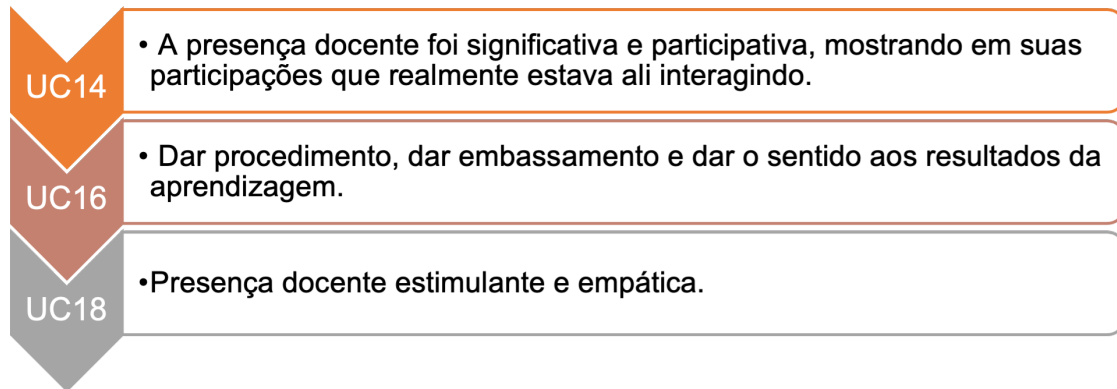 UC14
• A presença docente foi significativa e participativa, mostrando em suas
participações que realmente estava ali interagindo.
UC16
• Dar procedimento, dar embassamento e dar o sentido aos resultados da
aprendizagem.
UC18
•Presença docente estimulante e empática.